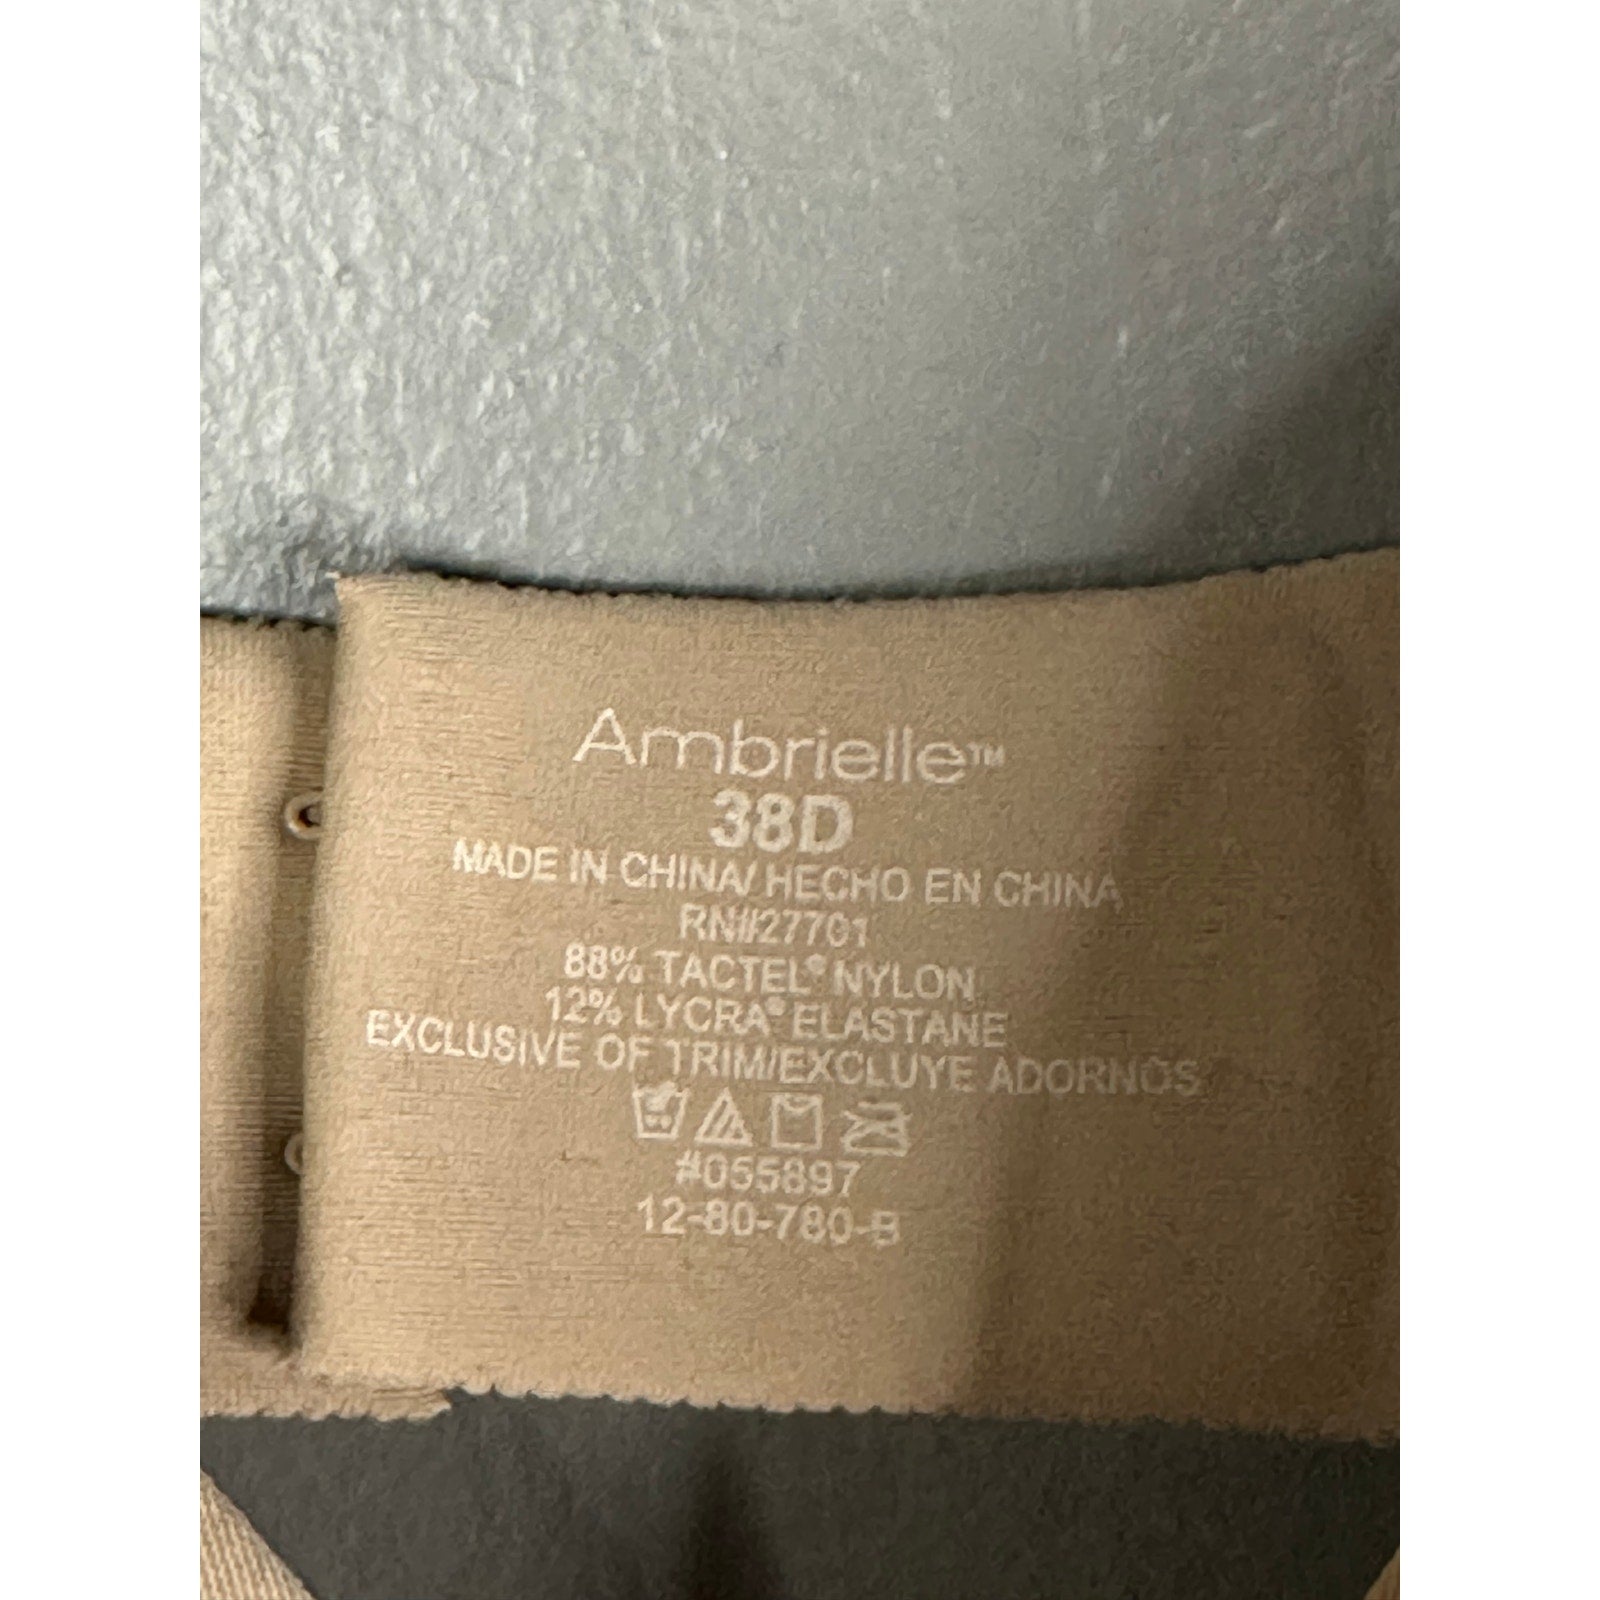 Ambrielle™
38D
MADE IN CHINA/ HECHO EN CHINA
RN#27701
88% TACTEL® NYLON
12% LYCRA® ELASTANE
EXCLUSIVE OF TRIM/EXCLUYE ADORNOS
#055897
12-80-780-B